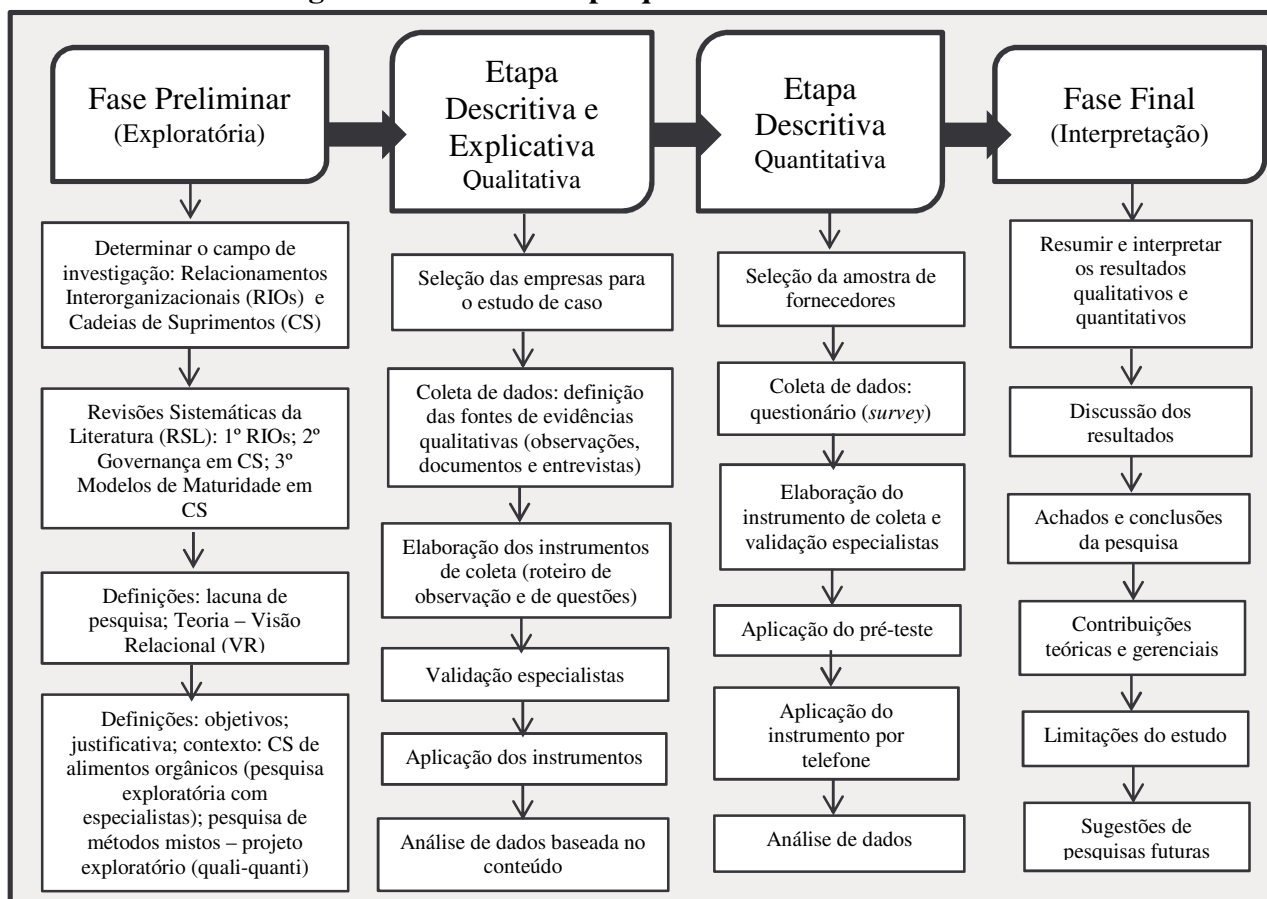 Fase Preliminar
(Exploratória)
Determinar o campo de
investigação: Relacionamentos
Interorganizacionais (RIOs) e
Cadeias de Suprimentos (CS)
Revisões Sistemáticas da
Literatura (RSL): 1º RIOs; 2º
Governança em CS; 3º
Modelos de Maturidade em
CS
Definições: lacuna de
pesquisa; Teoria – Visão
Relacional (VR)
Definições: objetivos;
justificativa; contexto: CS de
alimentos orgânicos (pesquisa
exploratória com
especialistas); pesquisa de
métodos mistos – projeto
exploratório (quali-quanti)
Etapa
Descritiva e
Explicativa
Qualitativa
Seleção das empresas para
o estudo de caso
Coleta de dados: definição
das fontes de evidências
qualitativas (observações,
documentos e entrevistas)
Elaboração dos instrumentos
de coleta (roteiro de
observação e de questões)
Validação especialistas
Aplicação dos instrumentos
Análise de dados baseada no
conteúdo
Etapa
Descritiva
Quantitativa
Seleção da amostra de
fornecedores
Coleta de dados:
questionário (survey)
Elaboração do
instrumento de coleta e
validação especialistas
Aplicação do pré-teste
Aplicação do
instrumento por
telefone
Análise de dados
Fase Final
(Interpretação)
Resumir e interpretar
os resultados
qualitativos e
quantitativos
Discussão dos
resultados
Achados e conclusões
da pesquisa
Contribuições
teóricas e gerenciais
Limitações do estudo
Sugestões de
pesquisas futuras